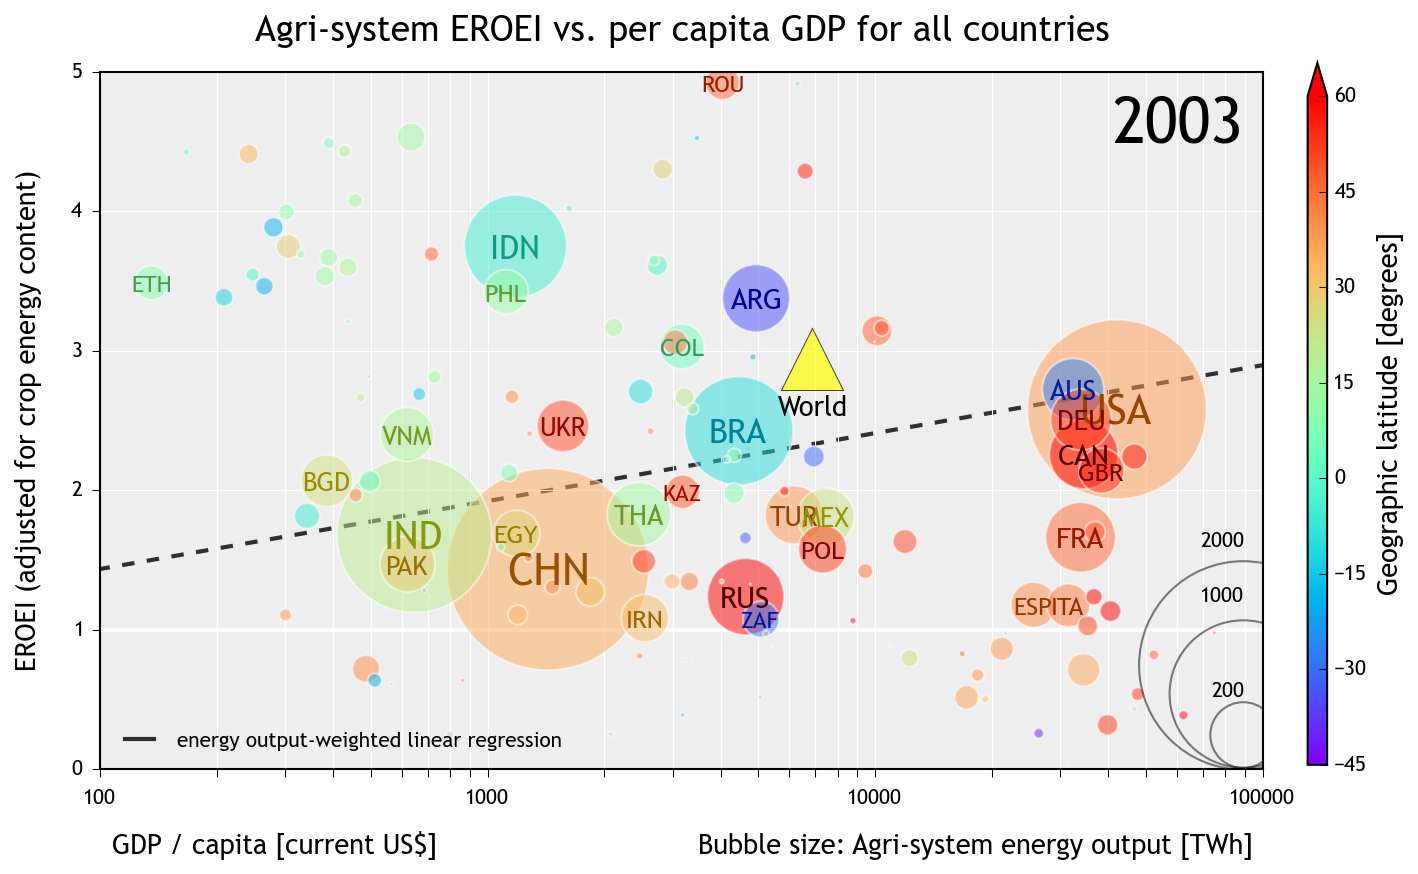 Agri-system EROEI vs. per capita GDP for all countries
2003
EROEI (adjusted for crop energy content)
5
4
3
2
1
0
100
1000
10000
100000
GDP / capita [current US$]
Bubble size: Agri-system energy output [TWh]
energy output-weighted linear regression
ROU
IDN
PHL
ETH
ARG
COL
World
AUS
USA
DEU
CAN
GBR
UKR
BRA
VNM
BGD
KAZ
IND
PAK
EGY
CHN
THA
TUR
MEX
POL
FRA
RUS
ZAF
IRN
ESP
ITA
2000
1000
200
60
45
30
15
0
−15
−30
−45
Geographic latitude [degrees]